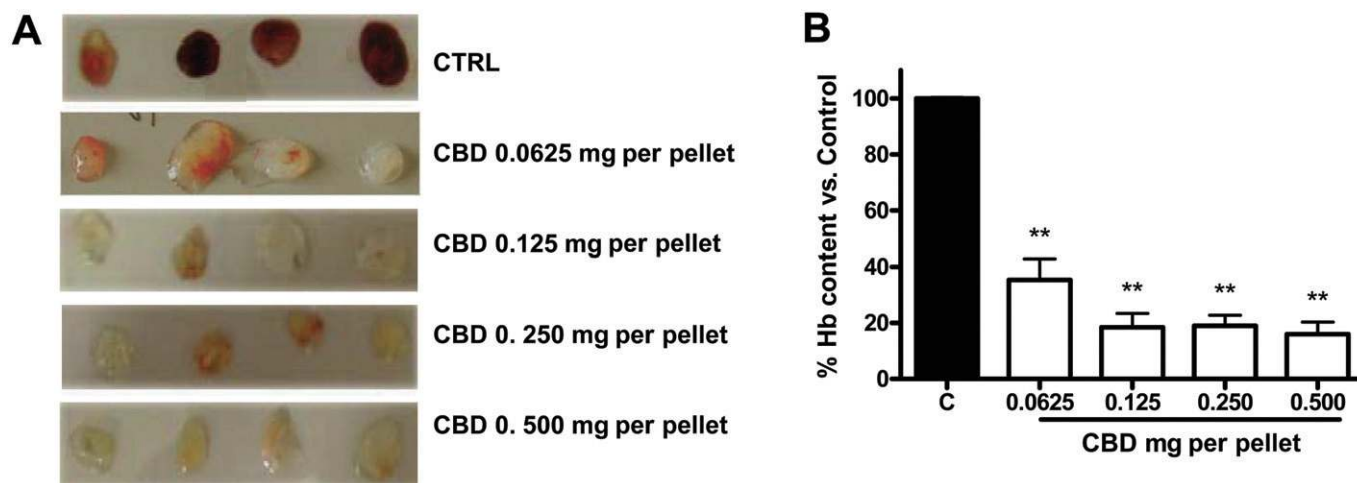 A
CTRL
CBD 0.0625 mg per pellet
CBD 0.125 mg per pellet
CBD 0. 250 mg per pellet
CBD 0. 500 mg per pellet
B
% Hb content vs. Control
100
80
60
40
20
0
**
**
**
**
C 0.0625 0.125 0.250 0.500
CBD mg per pellet